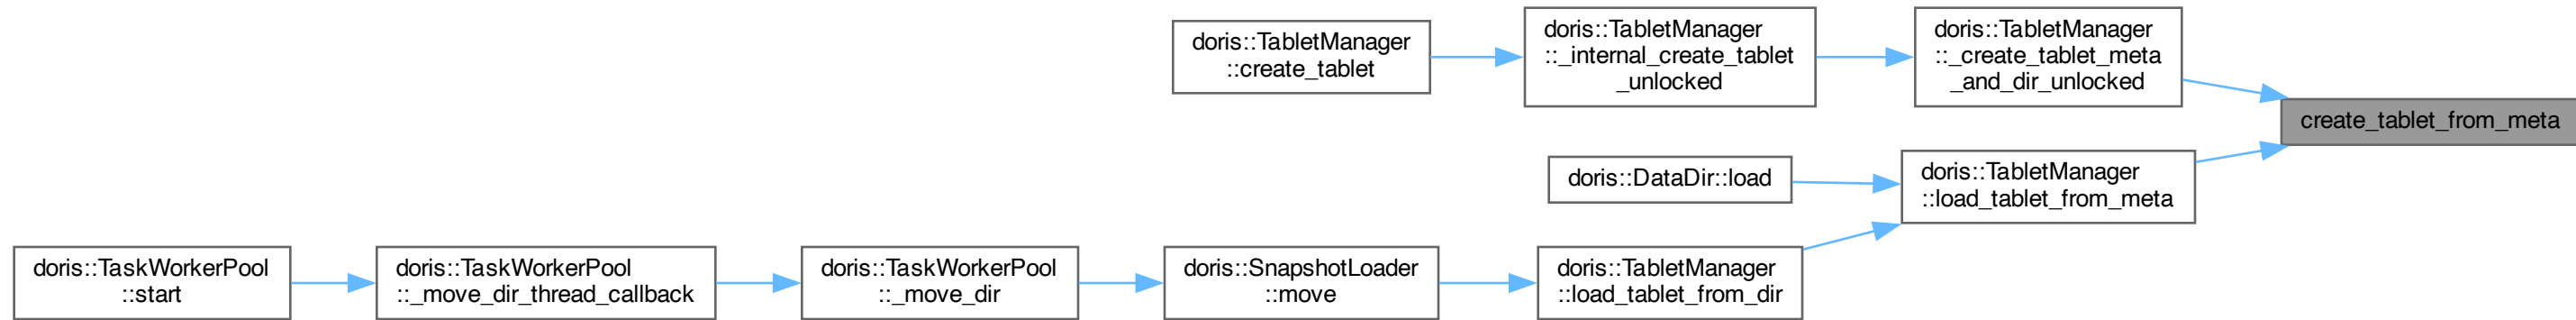 doris::TabletManager
::create_tablet
doris::TabletManager
::_internal_create_tablet
_unlocked
doris::TabletManager
::_create_tablet_meta
_and_dir_unlocked
create_tablet_from_meta
doris::DataDir::load
doris::TabletManager
::load_tablet_from_meta
doris::TaskWorkerPool
::start
doris::TaskWorkerPool
::_move_dir_thread_callback
doris::TaskWorkerPool
::_move_dir
doris::SnapshotLoader
::move
doris::TabletManager
::load_tablet_from_dir